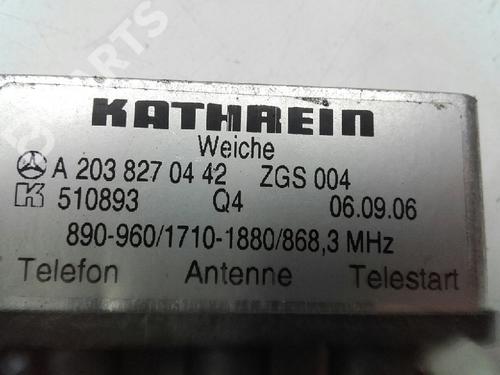 KATHREIN
Weiche
A 203 827 04 42 ZGS 004
K 510893 Q4 06.09.06
890-960/1710-1880/868,3 MHz
Telefon Antenne Telestart